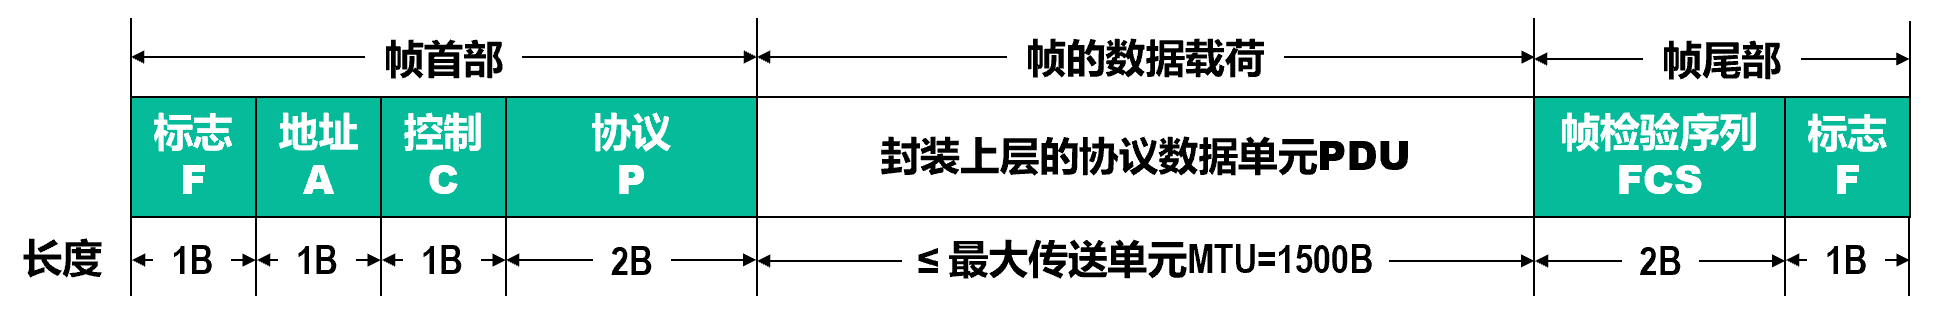 帧首部 帧的数据载荷 帧尾部
标志 地址 控制 协议 封装上层的协议数据单元PDU 帧检验序列 标志
F A C P FCS F
长度 1B 1B 1B 2B ≤ 最大传送单元MTU=1500B 2B 1B